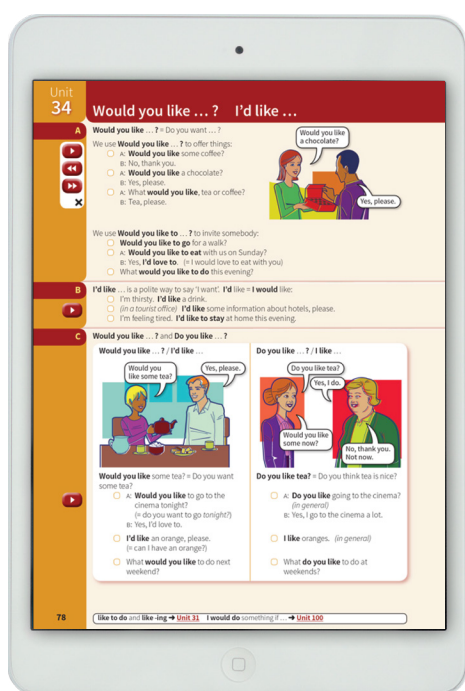 Unit
34
Would you like … ? I'd like …
A
Would you like … ? = Do you want … ?
We use Would you like … ? to offer things:
A: Would you like some coffee?
B: No, thank you.
A: Would you like a chocolate?
B: Yes, please.
A: What would you like, tea or coffee?
B: Tea, please.
Would you like
a chocolate?
Yes, please.
We use Would you like to … ? to invite somebody:
Would you like to go for a walk?
A: Would you like to eat with us on Sunday?
B: Yes, I'd love to. (= I would love to eat with you)
What would you like to do this evening?
B
I'd like … is a polite way to say 'I want'. I'd like = I would like:
I'm thirsty. I'd like a drink.
(in a tourist office) I'd like some information about hotels, please.
I'm feeling tired. I'd like to stay at home this evening.
C
Would you like … ? and Do you like … ?
Would you like … ? / I'd like …
Would you
like some tea?
Yes, please.
Would you like some tea? = Do you want
some tea?
A: Would you like to go to the
cinema tonight?
(= do you want to go tonight?)
B: Yes, I'd love to.
I'd like an orange, please.
(= can I have an orange?)
What would you like to do next
weekend?
Do you like … ? / I like …
Do you like tea?
Yes, I do.
Would you like
some now?
No, thank you.
Not now.
Do you like tea? = Do you think tea is nice?
A: Do you like going to the cinema?
(in general)
B: Yes, I go to the cinema a lot.
I like oranges. (in general)
What do you like to do at
weekends?
78
like to do and like -ing ➜ Unit 31 I would do something if … ➜ Unit 100